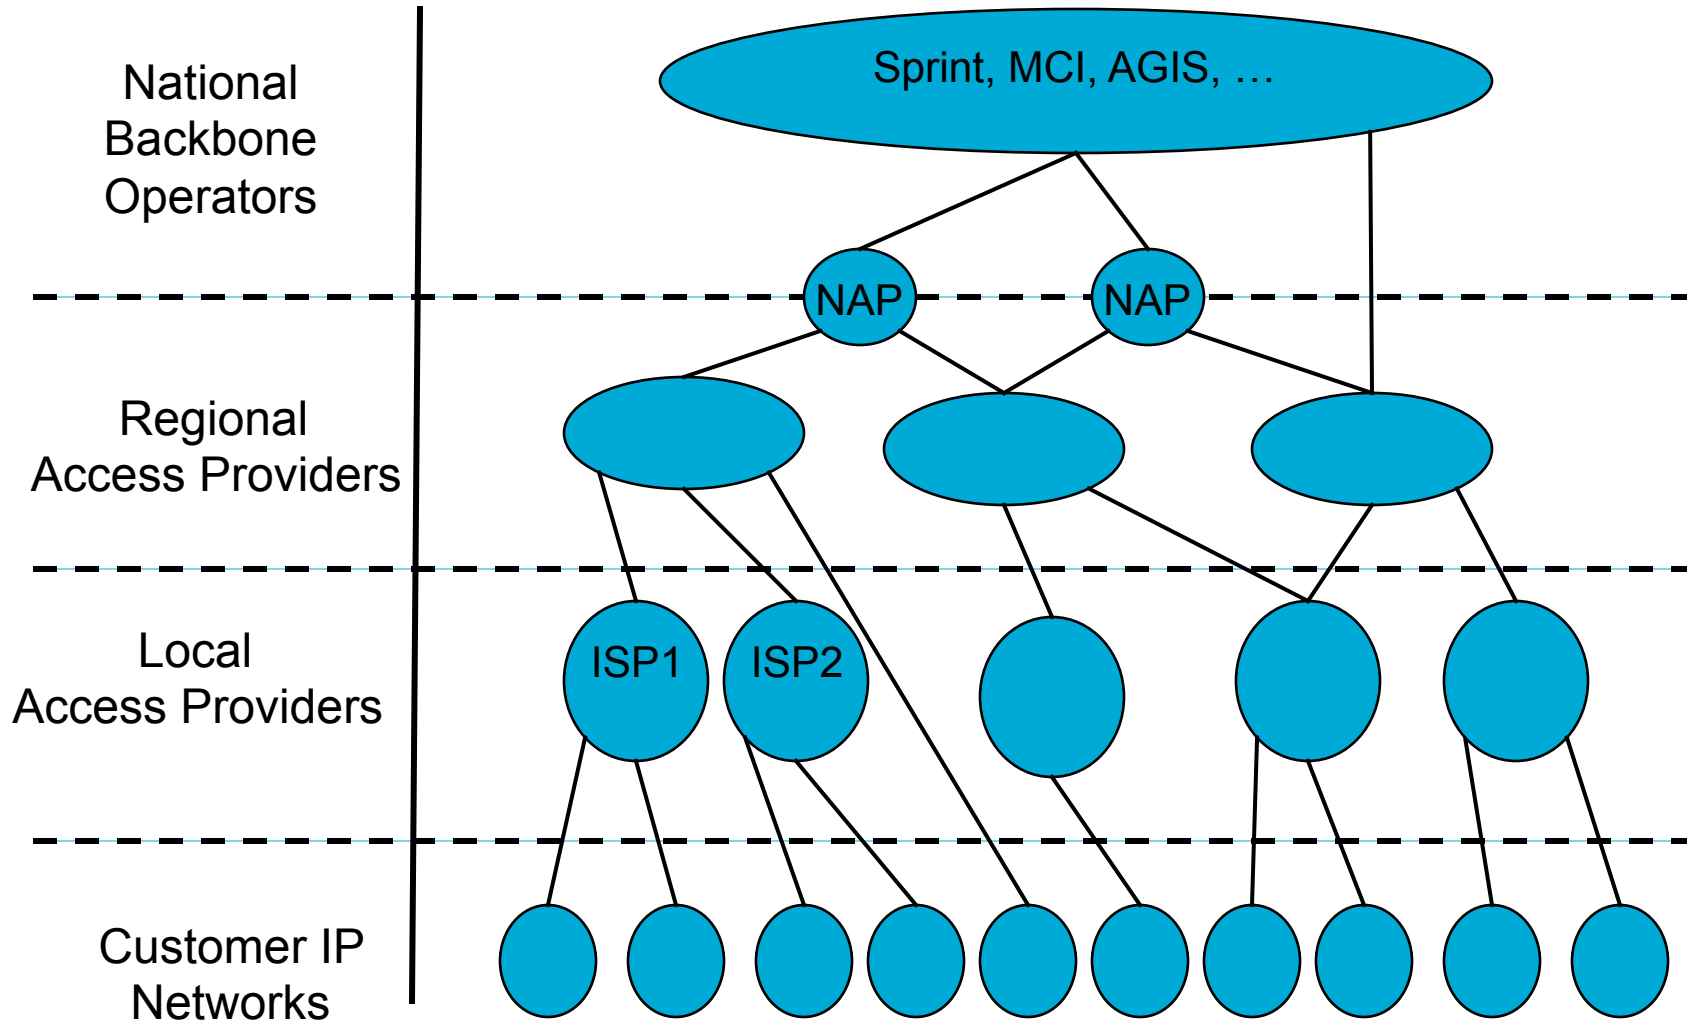 National
Backbone
Operators
Sprint, MCI, AGIS, …
NAP
NAP
Regional
Access Providers
Local
Access Providers
ISP1
ISP2
Customer IP
Networks